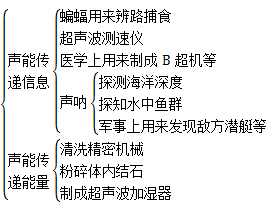 声能传
递信息
蝙蝠用来辨路捕食
超声波测速仪
医学上用来制成 B 超机等
声呐
探测海洋深度
探知水中鱼群
军事上用来发现敌方潜艇等
声能传
递能量
清洗精密机械
粉碎体内结石
制成超声波加湿器